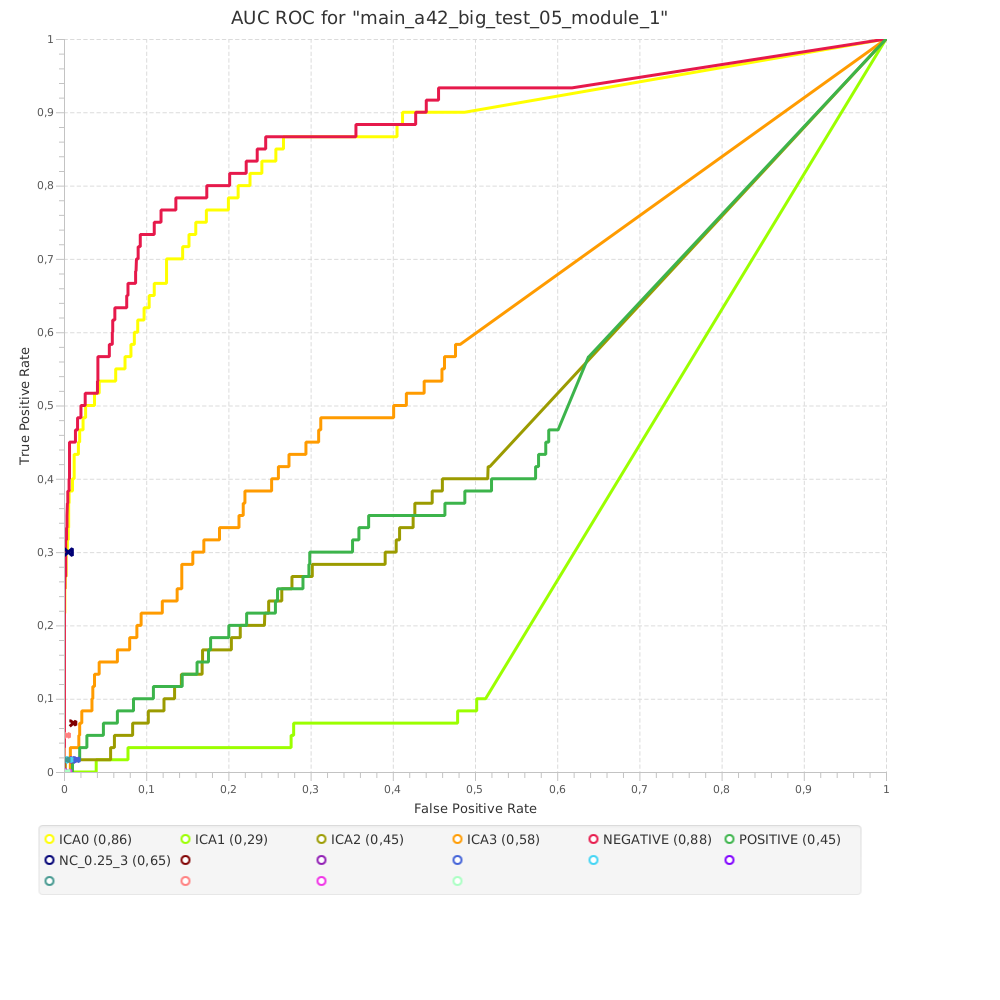 AUC ROC for "main_a42_big_test_05_module_1"
True Positive Rate
1
0,9
0,8
0,7
0,6
0,5
0,4
0,3
0,2
0,1
0
0 0,1 0,2 0,3 0,4 0,5 0,6 0,7 0,8 0,9 1
False Positive Rate
ICA0 (0,86) ICA1 (0,29) ICA2 (0,45) ICA3 (0,58) NEGATIVE (0,88) POSITIVE (0,45)
NC_0.25_3 (0,65)